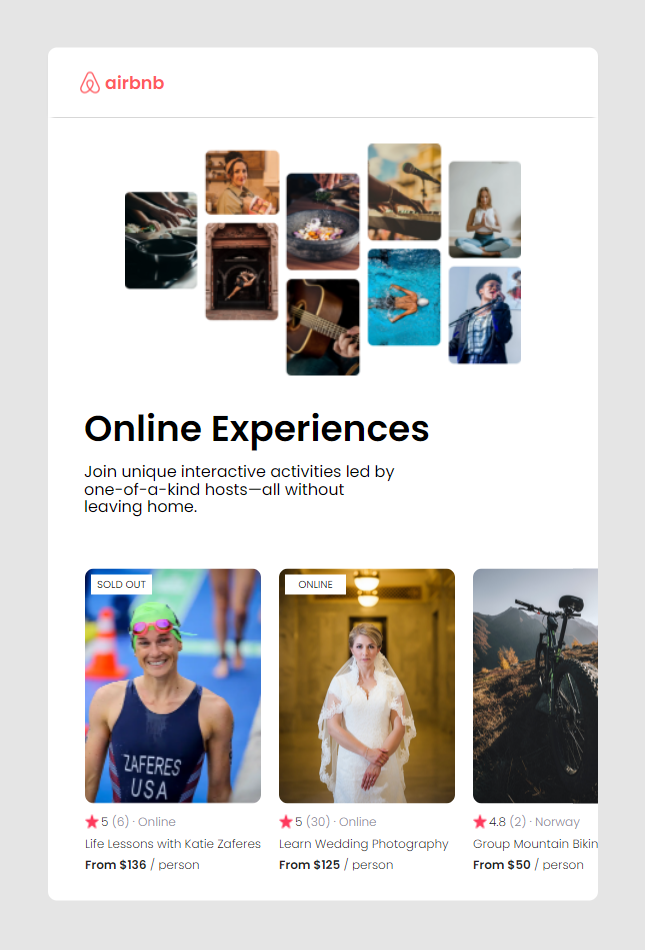 airbnb
Online Experiences
Join unique interactive activities led by
one-of-a-kind hosts—all without
leaving home.
SOLD OUT
ONLINE
ZAFERES
USA
5 (6) · Online
5 (30) · Online
4.8 (2) · Norway
Life Lessons with Katie Zaferes
Learn Wedding Photography
Group Mountain Bikin
From $136 / person
From $125 / person
From $50 / person